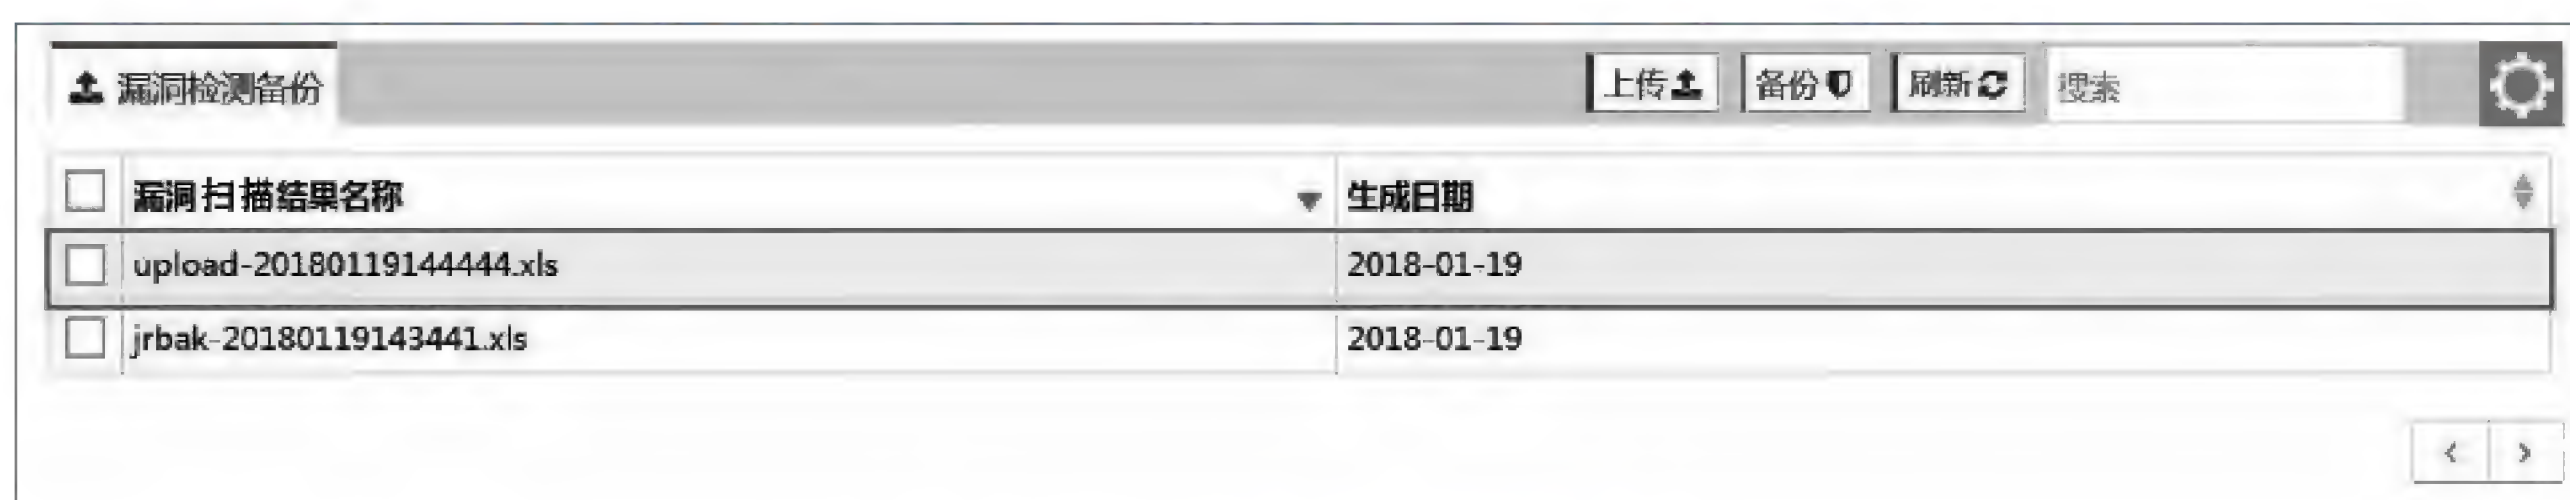 漏洞检测备份 上传 备份 刷新 搜索
漏洞扫描结果名称 生成日期
upload-20180119144444.xls 2018-01-19
jrbak-20180119143441.xls 2018-01-19